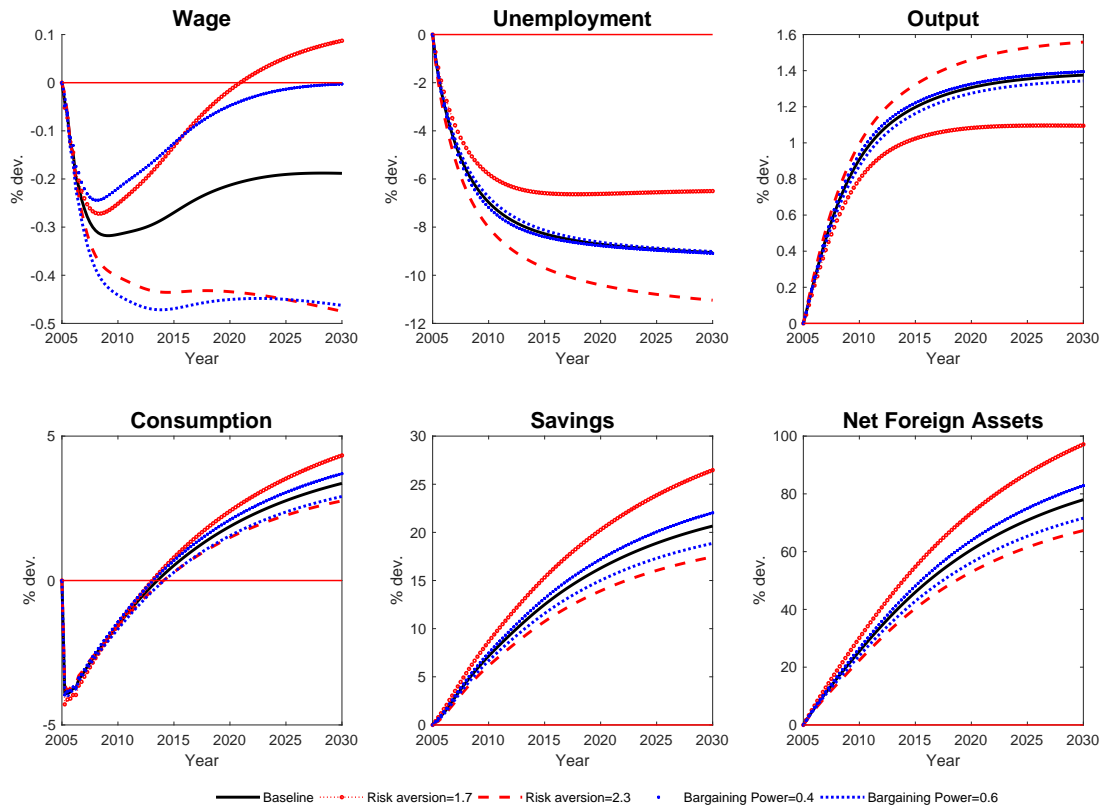 Wage
Unemployment
Output
0.1
0
-0.1
-0.2
-0.3
-0.4
-0.5
% dev.
2005 2010 2015 2020 2025 2030
Year
0
-2
-4
-6
-8
-10
-12
% dev.
2005 2010 2015 2020 2025 2030
Year
1.6
1.4
1.2
1
0.8
0.6
0.4
0.2
0
% dev.
2005 2010 2015 2020 2025 2030
Year
Consumption
Savings
Net Foreign Assets
5
0
-5
% dev.
2005 2010 2015 2020 2025 2030
Year
30
25
20
15
10
5
0
% dev.
2005 2010 2015 2020 2025 2030
Year
100
80
60
40
20
0
% dev.
2005 2010 2015 2020 2025 2030
Year
Baseline Risk aversion=1.7 Risk aversion=2.3 Bargaining Power=0.4 Bargaining Power=0.6